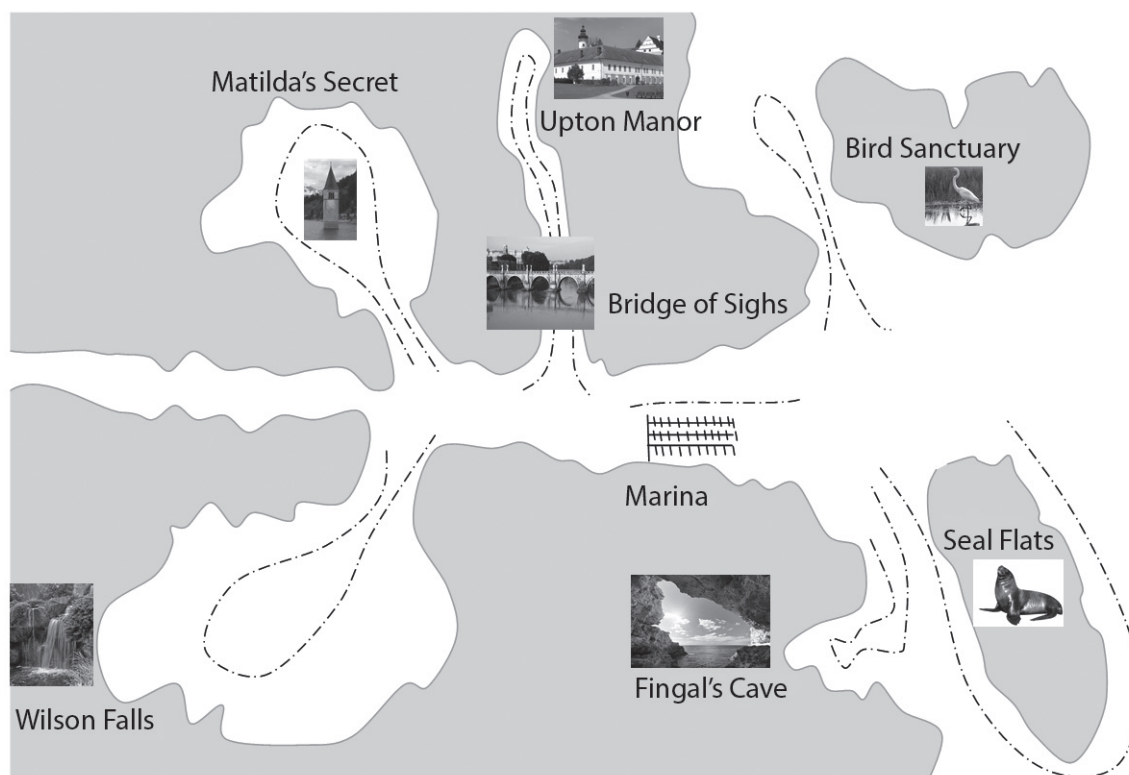 Matilda's Secret
Upton Manor
Bird Sanctuary
Bridge of Sighs
Marina
Seal Flats
Fingal's Cave
Wilson Falls